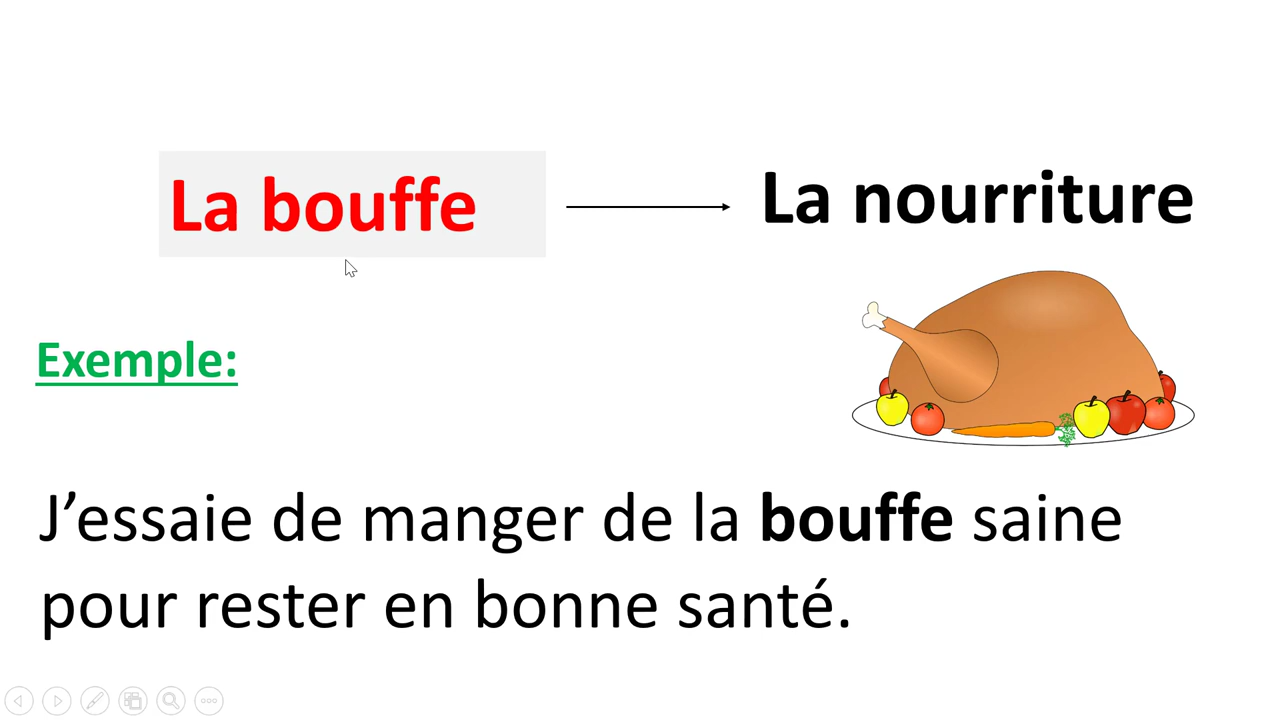 La bouffe
La nourriture
Exemple:
J’essaie de manger de la bouffe saine
pour rester en bonne santé.